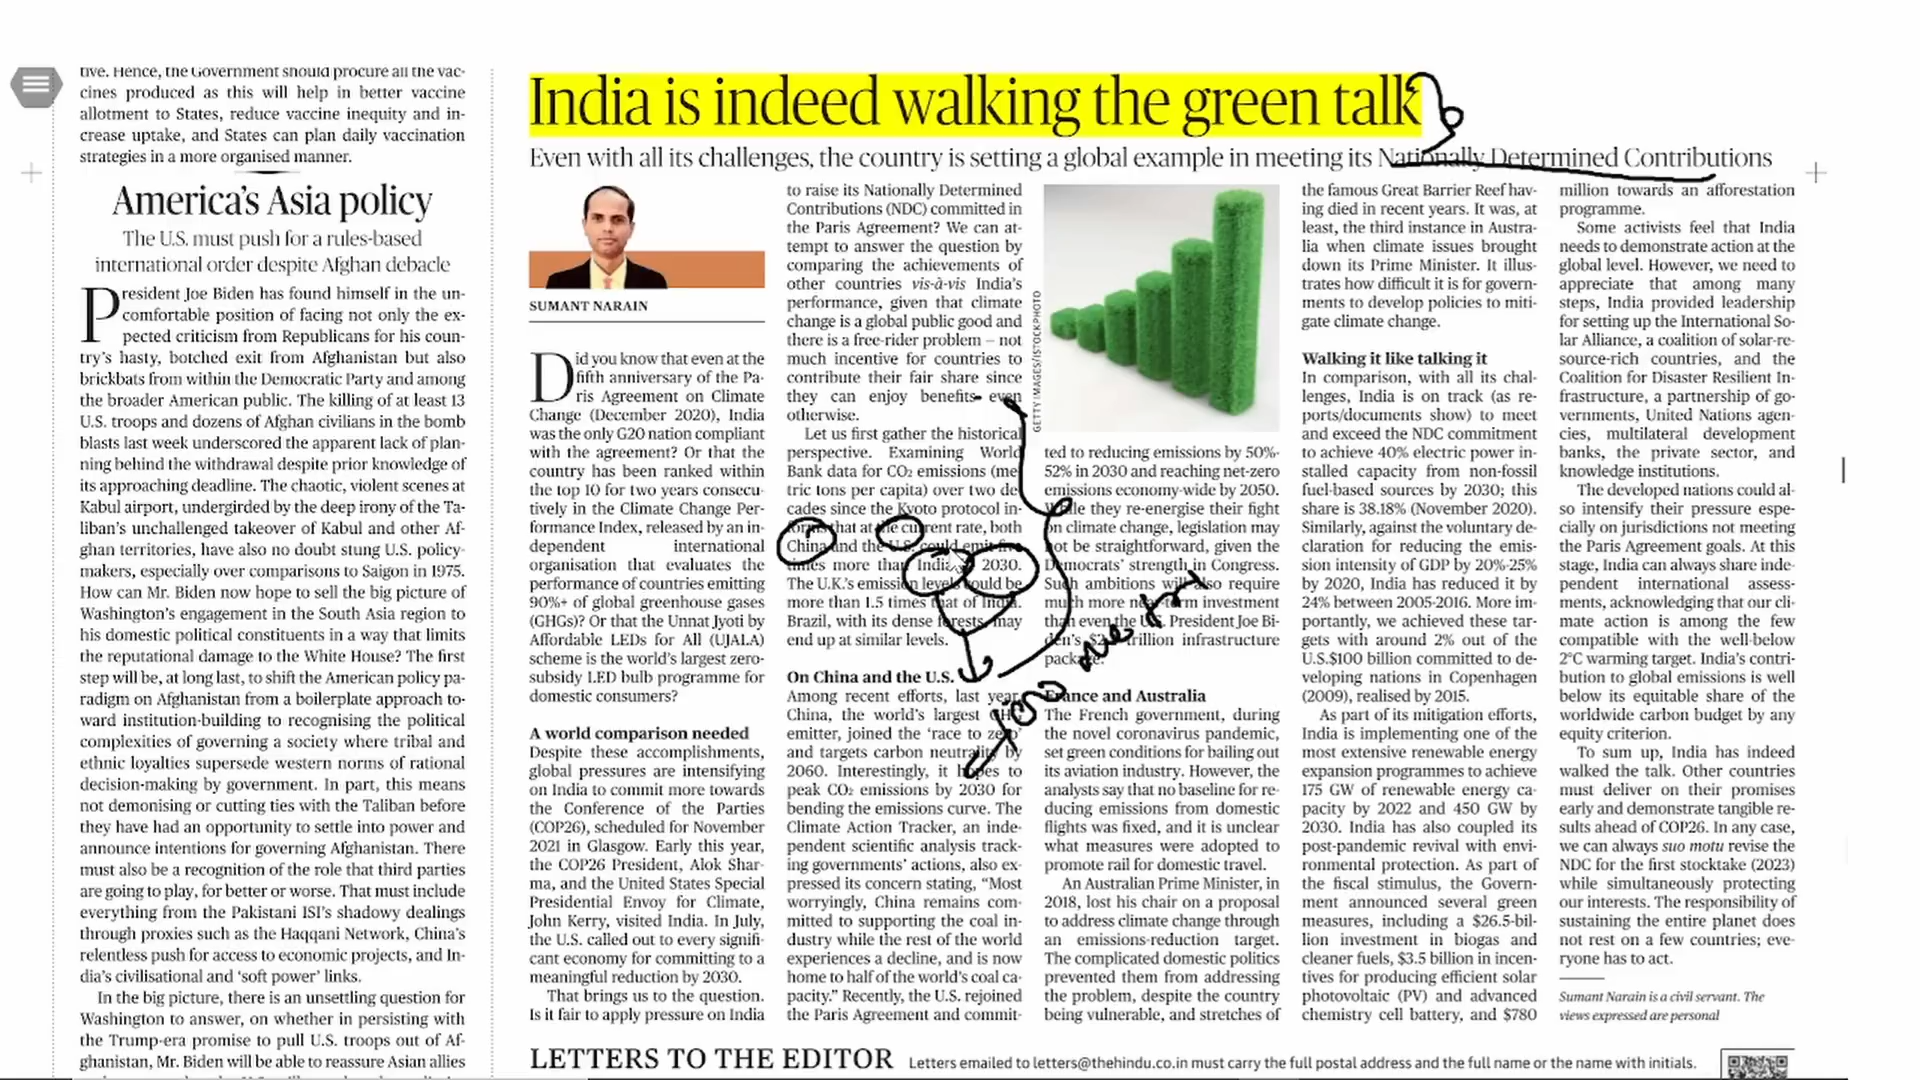 tive. Hence, the Government should procure all the vac-
cines produced as this will help in better vaccine
allotment to States, reduce vaccine inequity and in-
crease uptake, and States can plan daily vaccination
strategies in a more organised manner.
America's Asia policy
The U.S. must push for a rules-based
international order despite Afghan debacle
President Joe Biden has found himself in the un-
comfortable position of facing not only the ex-
pected criticism from Republicans for his coun-
try's hasty, botched exit from Afghanistan but also
brickbats from within the Democratic Party and among
the broader American public. The killing of at least 13
U.S. troops and dozens of Afghan civilians in the bomb
blasts last week underscored the apparent lack of plan-
ning behind the withdrawal despite prior knowledge of
its approaching deadline. The chaotic, violent scenes at
Kabul airport, undergirded by the deep irony of the Ta-
liban's unchallenged takeover of Kabul and other Af-
ghan territories, have also no doubt stung U.S. policy-
makers, especially over comparisons to Saigon in 1975.
How can Mr. Biden now hope to sell the big picture of
Washington's engagement in the South Asia region to
his domestic political constituents in a way that limits
the reputational damage to the White House? The first
step will be, at long last, to shift the American policy pa-
radigm on Afghanistan from a boilerplate approach to-
ward institution-building to recognising the political
complexities of governing a society where tribal and
ethnic loyalties supersede western norms of rational
decision-making by government. In part, this means
not demonising or cutting ties with the Taliban before
they have had an opportunity to settle into power and
announce intentions for governing Afghanistan. There
must also be a recognition of the role that third parties
are going to play, for better or worse. That must include
everything from the Pakistani ISI's shadowy dealings
through proxies such as the Haqqani Network, China's
relentless push for access to economic projects, and In-
dia's civilisational and 'soft power' links.
In the big picture, there is an unsettling question for
Washington to answer, on whether in persisting with
the Trump-era promise to pull U.S. troops out of Af-
ghanistan, Mr. Biden will be able to reassure Asian allies
India is indeed walking the green talk
Even with all its challenges, the country is setting a global example in meeting its Nationally Determined Contributions
SUMANT NARAIN
Did you know that even at the
fifth anniversary of the Pa-
ris Agreement on Climate
Change (December 2020), India
was the only G20 nation compliant
with the agreement? Or that the
country has been ranked within
the top 10 for two years consecu-
tively in the Climate Change Per-
formance Index, released by an in-
dependent international
organisation that evaluates the
performance of countries emitting
90%+ of global greenhouse gases
(GHGs)? Or that the Unnat Jyoti by
Affordable LEDs for All (UJALA)
scheme is the world's largest zero-
subsidy LED bulb programme for
domestic consumers?
A world comparison needed
Despite these accomplishments,
global pressures are intensifying
on India to commit more towards
the Conference of the Parties
(COP26), scheduled for November
2021 in Glasgow. Early this year,
the COP26 President, Alok Shar-
ma, and the United States Special
Presidential Envoy for Climate,
John Kerry, visited India. In July,
the U.S. called out to every signifi-
cant economy for committing to a
meaningful reduction by 2030.
That brings us to the question.
Is it fair to apply pressure on India
to raise its Nationally Determined
Contributions (NDC) committed in
the Paris Agreement? We can at-
tempt to answer the question by
comparing the achievements of
other countries vis-à-vis India's
performance, given that climate
change is a global public good and
there is a free-rider problem – not
much incentive for countries to
contribute their fair share since
they can enjoy benefits even
otherwise.
Let us first gather the historical
perspective. Examining World
Bank data for CO₂ emissions (me-
tric tons per capita) over two de-
cades since the Kyoto protocol in-
forms that at the current rate, both
China and the U.S. could emit five
times more than India 2030.
The U.K.'s emission level could be
more than 1.5 times that of India.
Brazil, with its dense forests, may
end up at similar levels.
On China and the U.S.
Among recent efforts, last year,
China, the world's largest GHG
emitter, joined the 'race to zero'
and targets carbon neutrality by
2060. Interestingly, it hopes to
peak CO₂ emissions by 2030 for
bending the emissions curve. The
Climate Action Tracker, an inde-
pendent scientific analysis track-
ing governments' actions, also ex-
pressed its concern stating, "Most
worryingly, China remains com-
mitted to supporting the coal in-
dustry while the rest of the world
experiences a decline, and is now
home to half of the world's coal ca-
pacity." Recently, the U.S. rejoined
the Paris Agreement and commit-
GETTY IMAGES/ISTOCKPHOTO
ted to reducing emissions by 50%-
52% in 2030 and reaching net-zero
emissions economy-wide by 2050.
While they re-energise their fight
on climate change, legislation may
not be straightforward, given the
Democrats' strength in Congress.
Such ambitions will also require
much more near-term investment
than even the U.S. President Joe Bi-
den's trillion infrastructure
package.
France and Australia
The French government, during
the novel coronavirus pandemic,
set green conditions for bailing out
its aviation industry. However, the
analysts say that no baseline for re-
ducing emissions from domestic
flights was fixed, and it is unclear
what measures were adopted to
promote rail for domestic travel.
An Australian Prime Minister, in
2018, lost his chair on a proposal
to address climate change through
an emissions-reduction target.
The complicated domestic politics
prevented them from addressing
the problem, despite the country
being vulnerable, and stretches of
the famous Great Barrier Reef hav-
ing died in recent years. It was, at
least, the third instance in Austra-
lia when climate issues brought
down its Prime Minister. It illus-
trates how difficult it is for govern-
ments to develop policies to miti-
gate climate change.
Walking it like talking it
In comparison, with all its chal-
lenges, India is on track (as re-
ports/documents show) to meet
and exceed the NDC commitment
to achieve 40% electric power in-
stalled capacity from non-fossil
fuel-based sources by 2030; this
share is 38.18% (November 2020).
Similarly, against the voluntary de-
claration for reducing the emis-
sion intensity of GDP by 20%-25%
by 2020, India has reduced it by
24% between 2005-2016. More im-
portantly, we achieved these tar-
gets with around 2% out of the
U.S.$100 billion committed to de-
veloping nations in Copenhagen
(2009), realised by 2015.
As part of its mitigation efforts,
India is implementing one of the
most extensive renewable energy
expansion programmes to achieve
175 GW of renewable energy ca-
pacity by 2022 and 450 GW by
2030. India has also coupled its
post-pandemic revival with envi-
ronmental protection. As part of
the fiscal stimulus, the Govern-
ment announced several green
measures, including a $26.5-bil-
lion investment in biogas and
cleaner fuels, $3.5 billion in incen-
tives for producing efficient solar
photovoltaic (PV) and advanced
chemistry cell battery, and $780
million towards an afforestation
programme.
Some activists feel that India
needs to demonstrate action at the
global level. However, we need to
appreciate that among many
steps, India provided leadership
for setting up the International So-
lar Alliance, a coalition of solar-re-
source-rich countries, and the
Coalition for Disaster Resilient In-
frastructure, a partnership of go-
vernments, United Nations agen-
cies, multilateral development
banks, the private sector, and
knowledge institutions.
The developed nations could al-
so intensify their pressure espe-
cially on jurisdictions not meeting
the Paris Agreement goals. At this
stage, India can always share inde-
pendent international assess-
ments, acknowledging that our cli-
mate action is among the few
compatible with the well-below
2°C warming target. India's contri-
bution to global emissions is well
below its equitable share of the
worldwide carbon budget by any
equity criterion.
To sum up, India has indeed
walked the talk. Other countries
must deliver on their promises
early and demonstrate tangible re-
sults ahead of COP26. In any case,
we can always suo motu revise the
NDC for the first stocktake (2023)
while simultaneously protecting
our interests. The responsibility of
sustaining the entire planet does
not rest on a few countries; eve-
ryone has to act.
Sumant Narain is a civil servant. The
views expressed are personal
LETTERS TO THE EDITOR Letters emailed to letters@thehindu.co.in must carry the full postal address and the full name or the name with initials.